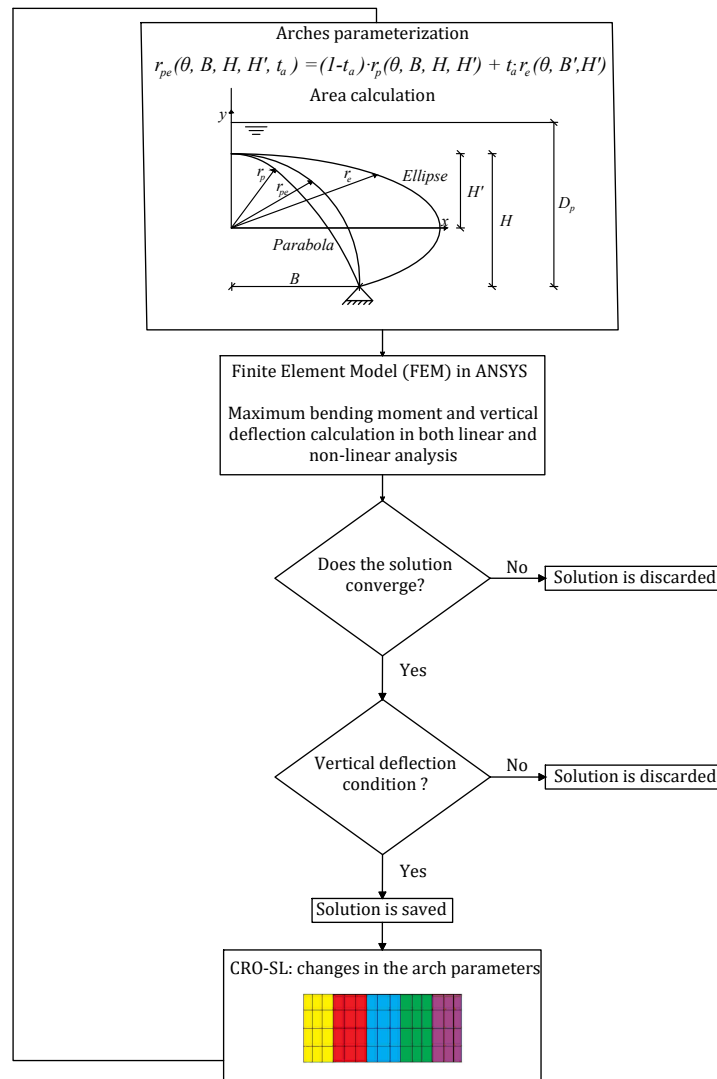 Arches parameterization
r_pe(θ, B, H, H′, t_a ) =(1-t_a)·r_p(θ, B, H, H′) + t_a·r_e(θ, B′,H′)
Area calculation
y
Ellipse
r_p
r_pe
r_e
H′
H
D_p
x
Parabola
B
Finite Element Model (FEM) in ANSYS
Maximum bending moment and vertical
deflection calculation in both linear and
non-linear analysis
Does the solution
converge?
No
Solution is discarded
Yes
Vertical deflection
condition ?
No
Solution is discarded
Yes
Solution is saved
CRO-SL: changes in the arch parameters